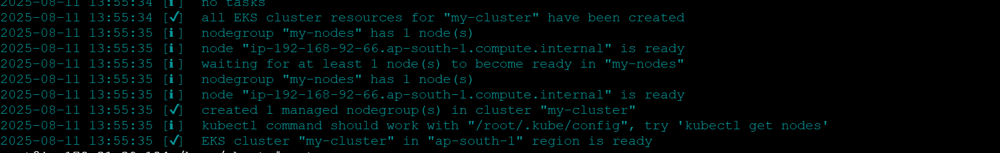 2025-08-11 13:55:34 [ℹ]  no tasks
2025-08-11 13:55:34 [✔]  all EKS cluster resources for "my-cluster" have been created
2025-08-11 13:55:35 [ℹ]  nodegroup "my-nodes" has 1 node(s)
2025-08-11 13:55:35 [ℹ]  node "ip-192-168-92-66.ap-south-1.compute.internal" is ready
2025-08-11 13:55:35 [ℹ]  waiting for at least 1 node(s) to become ready in "my-nodes"
2025-08-11 13:55:35 [ℹ]  nodegroup "my-nodes" has 1 node(s)
2025-08-11 13:55:35 [ℹ]  node "ip-192-168-92-66.ap-south-1.compute.internal" is ready
2025-08-11 13:55:35 [✔]  created 1 managed nodegroup(s) in cluster "my-cluster"
2025-08-11 13:55:35 [ℹ]  kubectl command should work with "/root/.kube/config", try 'kubectl get nodes'
2025-08-11 13:55:35 [✔]  EKS cluster "my-cluster" in "ap-south-1" region is ready